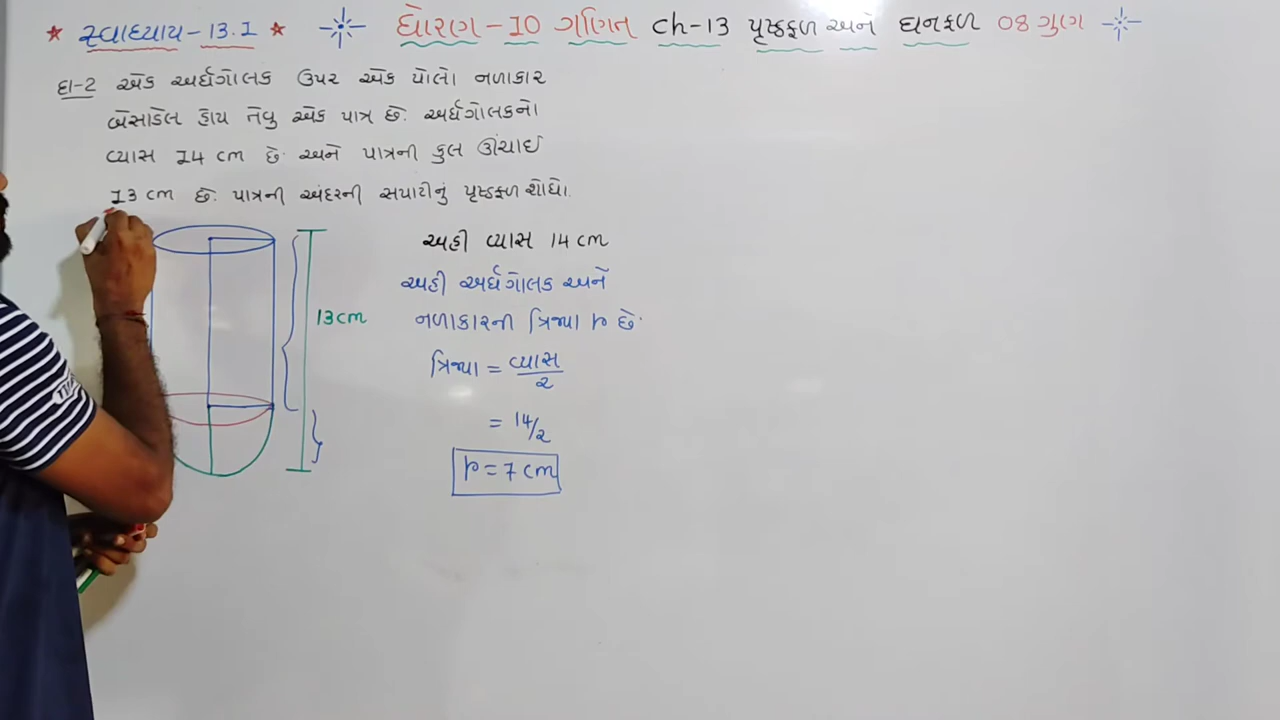 ★ સ્વાધ્યાય - 13.1 ★ ધોરણ - 10 ગણિત ch-13 પૃષ્ઠફળ અને ઘનફળ 08 ગુણ
દા-2 એક અર્ધગોલક ઉપર એક પોલો નળાકાર
બેસાડેલ હોય તેવુ એક પાત્ર છે. અર્ધગોલકનો
વ્યાસ 14 cm છે. અને પાત્રની કુલ ઊંચાઈ
13 cm છે. પાત્રની અંદરની સપાટીનું પૃષ્ઠફળ શોધો.
13 cm
અહી વ્યાસ 14 cm
અહી અર્ધગોલક અને
નળાકારની ત્રિજ્યા r છે.
ત્રિજ્યા = વ્યાસ/2
= 14/2
r = 7 cm